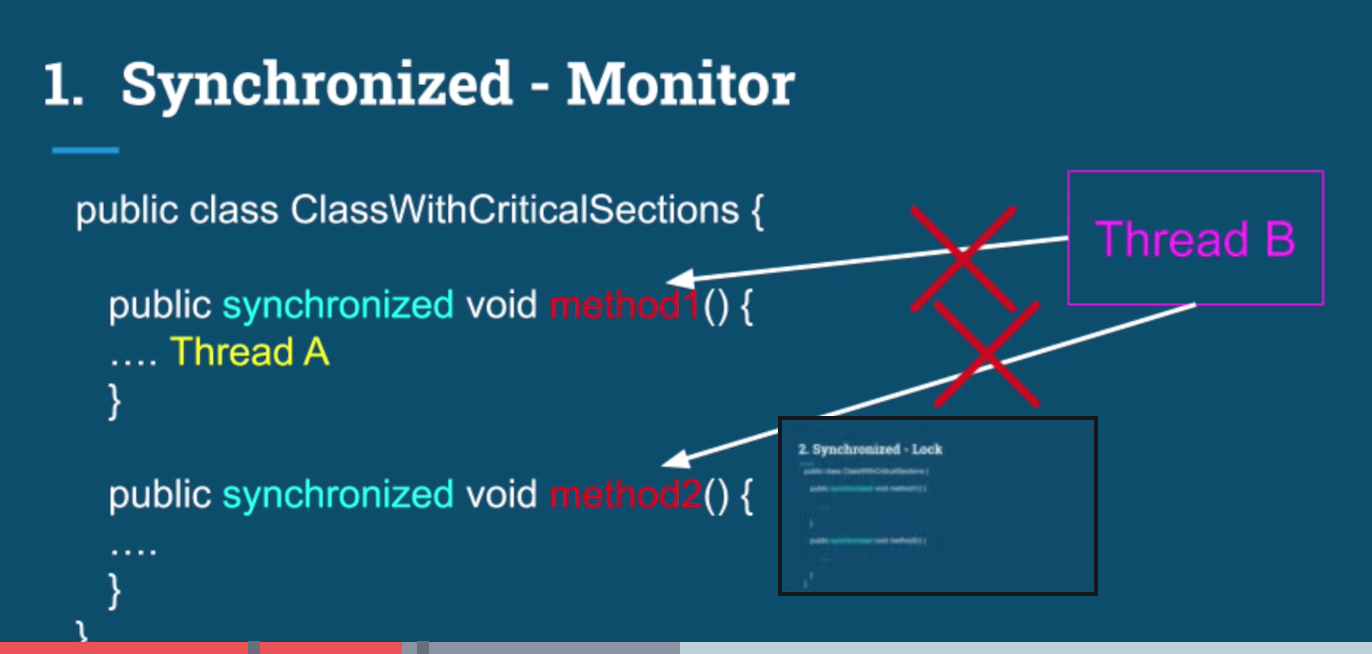 1. Synchronized - Monitor
public class ClassWithCriticalSections {
public synchronized void method1() {
.... Thread A
}
public synchronized void method2() {
....
}
}
Thread B
2. Synchronized - Lock
public class ClassWithCriticalSections {
public synchronized void method1() {
}
public synchronized void method2() {
}
}